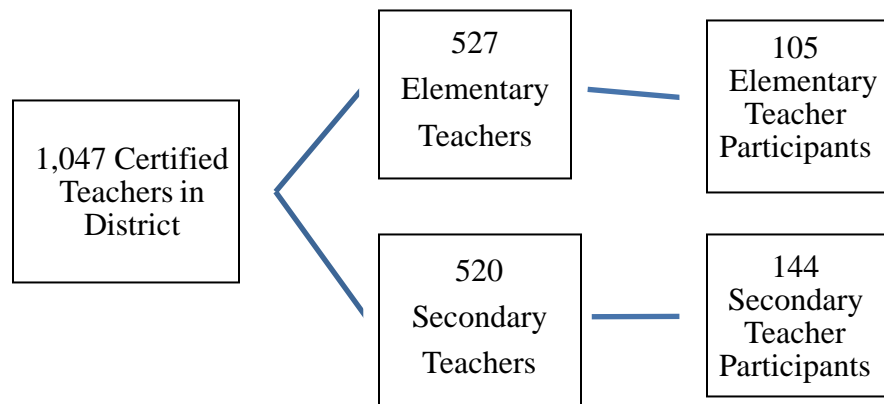 1,047 Certified
Teachers in
District
527
Elementary
Teachers
105
Elementary
Teacher
Participants
520
Secondary
Teachers
144
Secondary
Teacher
Participants